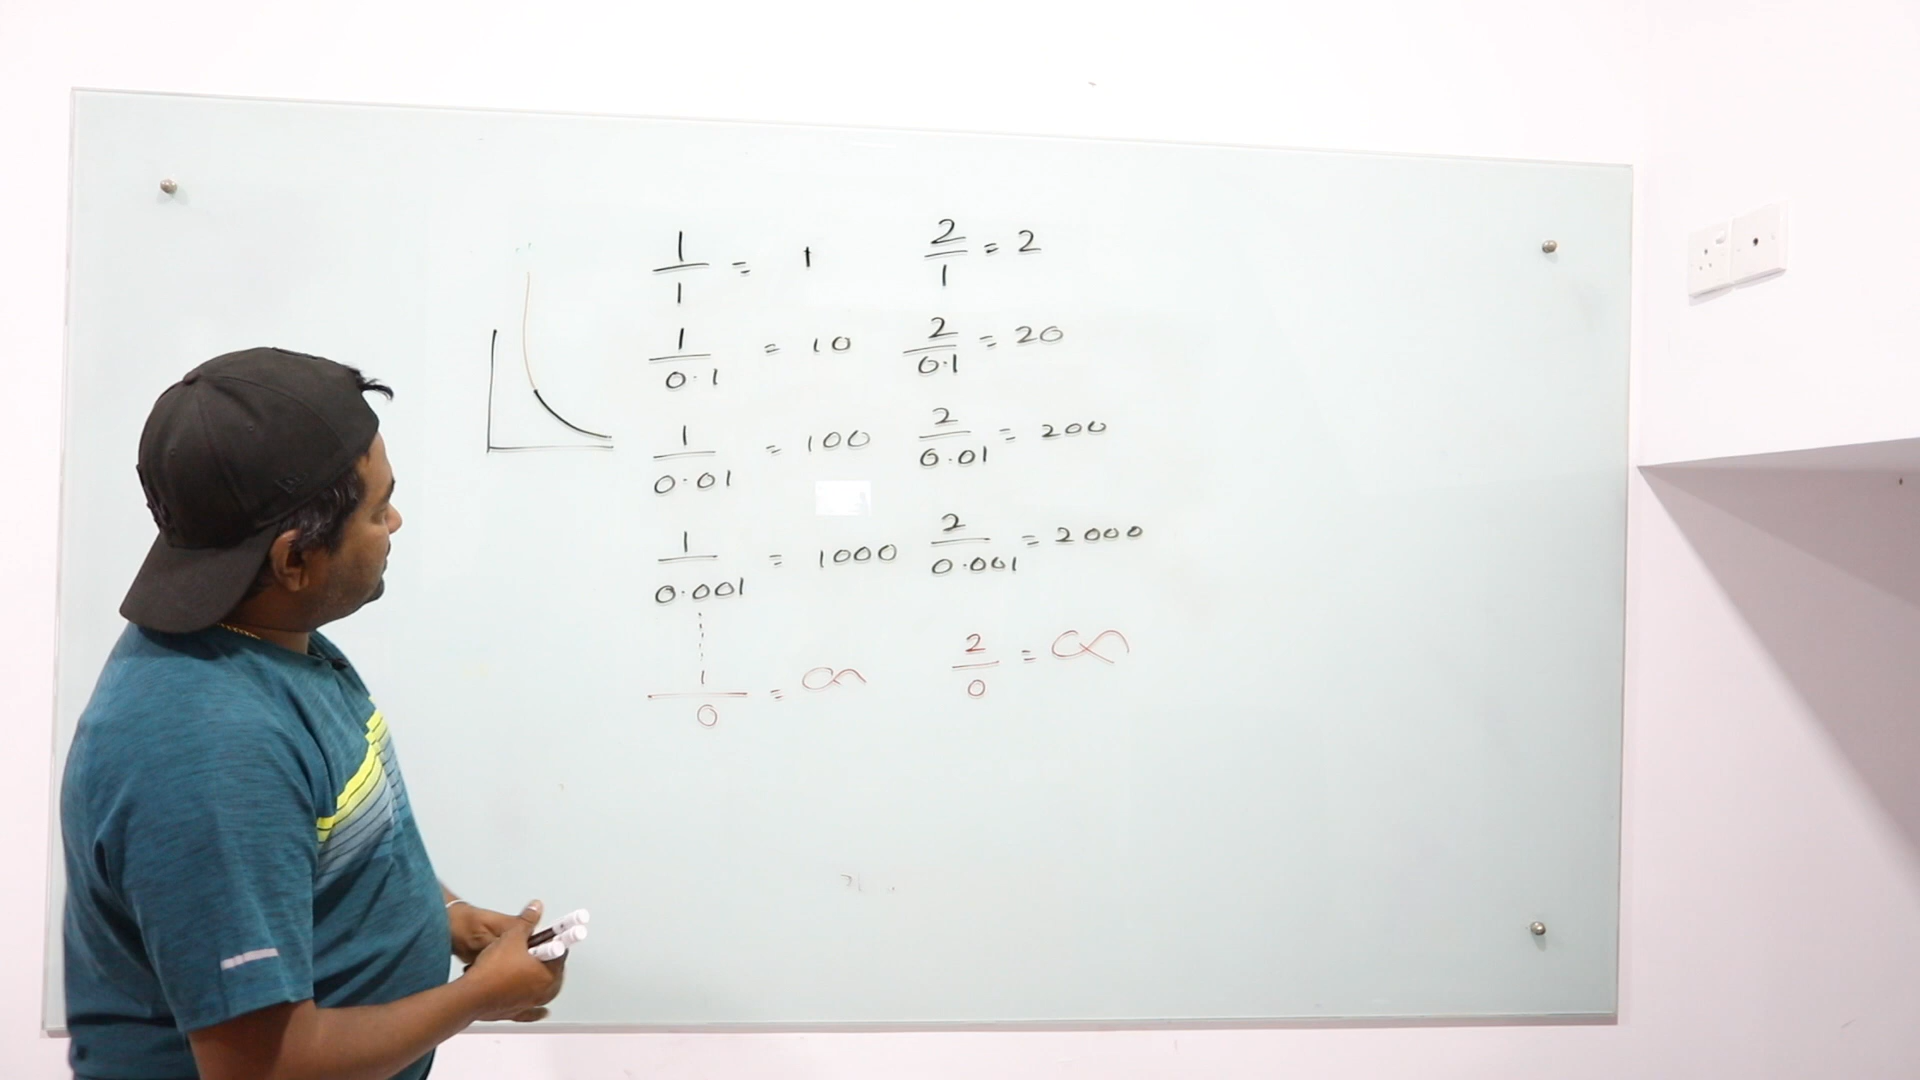 1/1 = 1 2/1 = 2
1/0.1 = 10 2/0.1 = 20
1/0.01 = 100 2/0.01 = 200
1/0.001 = 1000 2/0.001 = 2000
1/0 = ∞ 2/0 = ∞